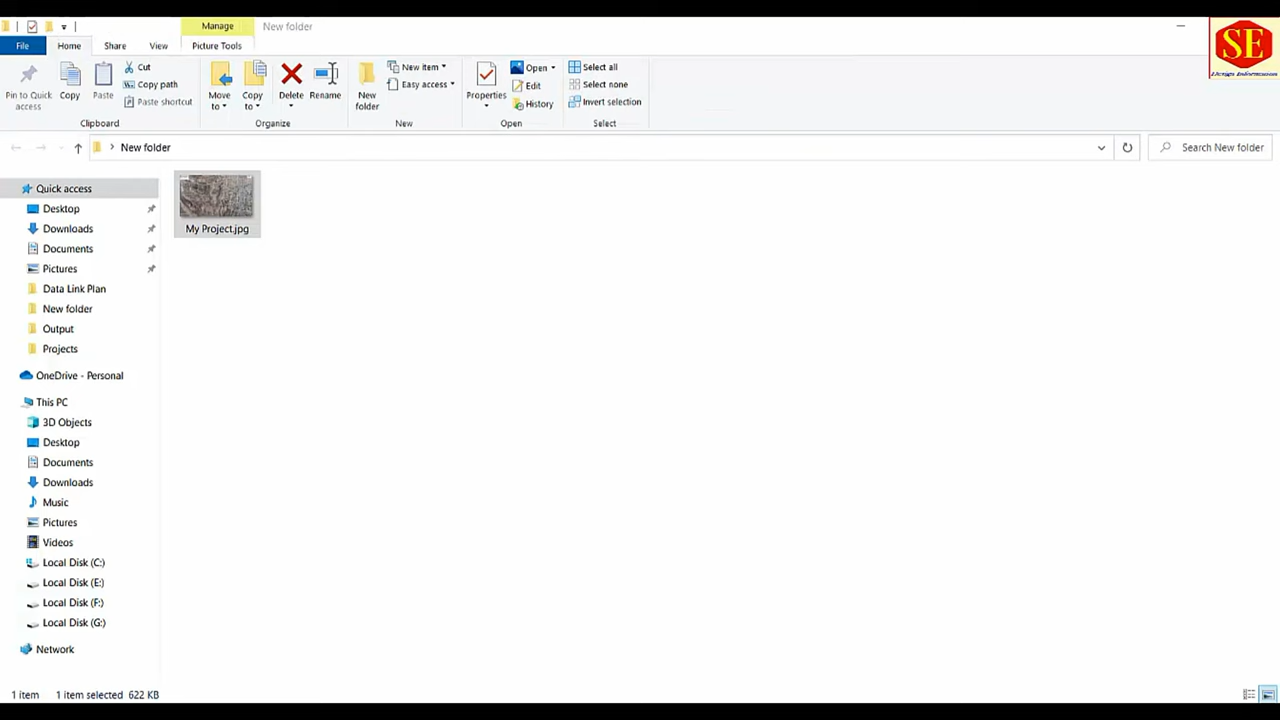 Manage
New folder
File
Home
Share
View
Picture Tools
Pin to Quick access
Copy
Paste
Cut
Copy path
Paste shortcut
Clipboard
Move to
Copy to
Delete
Rename
Organize
New folder
New item
Easy access
New
Properties
Open
Edit
History
Open
Select all
Select none
Invert selection
Select
SE
Design Information
New folder
Search New folder
Quick access
Desktop
Downloads
Documents
Pictures
Data Link Plan
New folder
Output
Projects
OneDrive - Personal
This PC
3D Objects
Desktop
Documents
Downloads
Music
Pictures
Videos
Local Disk (C:)
Local Disk (E:)
Local Disk (F:)
Local Disk (G:)
Network
My Project.jpg
1 item
1 item selected 622 KB